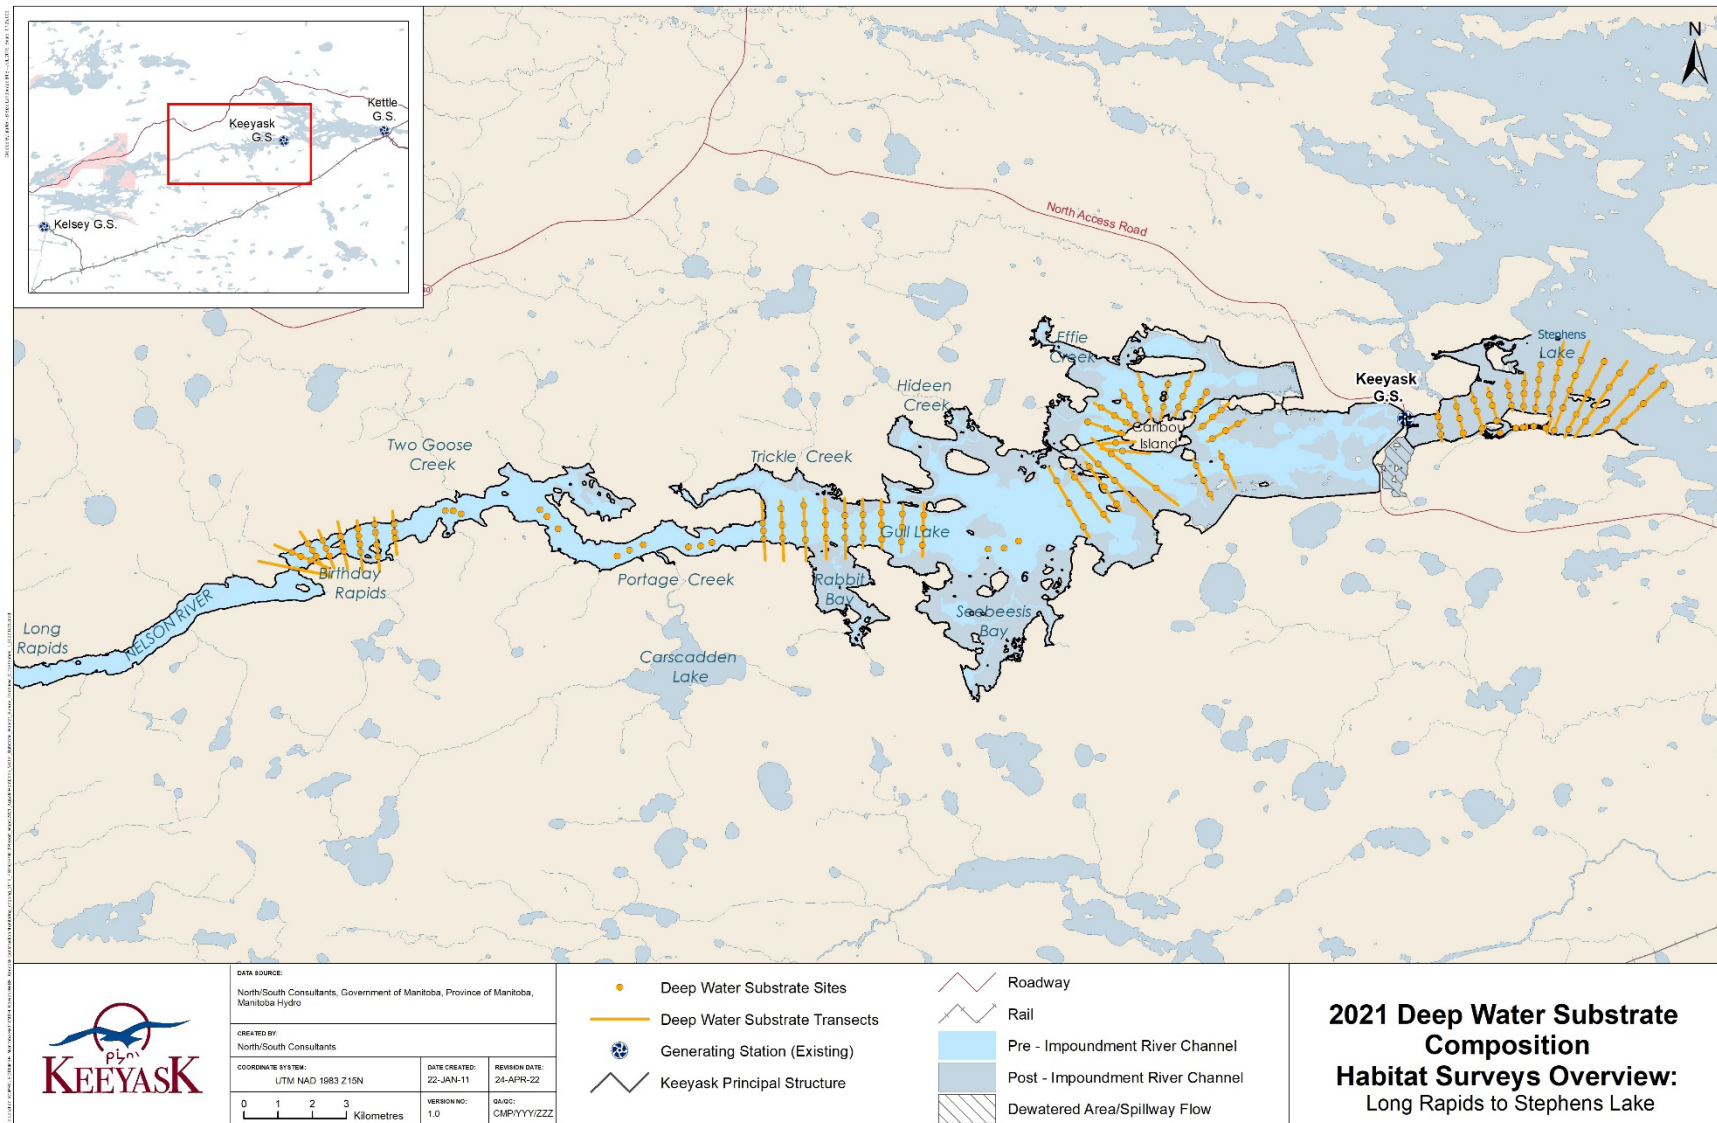 N
Kettle
G.S.
Keeyask
G.S.
Kelsey G.S.
North Access Road
Effie
Creek
Stephens
Lake
Keeyask
G.S.
Hideen
Creek
8
Caribou
Island
Two Goose
Creek
Trickle Creek
Gull Lake
Birthday
Rapids
Portage Creek
Rabbit
Bay
6
Seebeesis
Bay
NELSON RIVER
Long
Rapids
Carscadden
Lake
KEEYASK
DATA SOURCE:
North/South Consultants, Government of Manitoba, Province of Manitoba,
Manitoba Hydro
CREATED BY:
North/South Consultants
COORDINATE SYSTEM:
UTM NAD 1983 Z15N
DATE CREATED:
22-JAN-11
REVISION DATE:
24-APR-22
0 1 2 3
Kilometres
VERSION NO:
1.0
QA/QC:
CMP/YYY/ZZZ
Deep Water Substrate Sites
Deep Water Substrate Transects
Generating Station (Existing)
Keeyask Principal Structure
Roadway
Rail
Pre - Impoundment River Channel
Post - Impoundment River Channel
Dewatered Area/Spillway Flow
2021 Deep Water Substrate
Composition
Habitat Surveys Overview:
Long Rapids to Stephens Lake